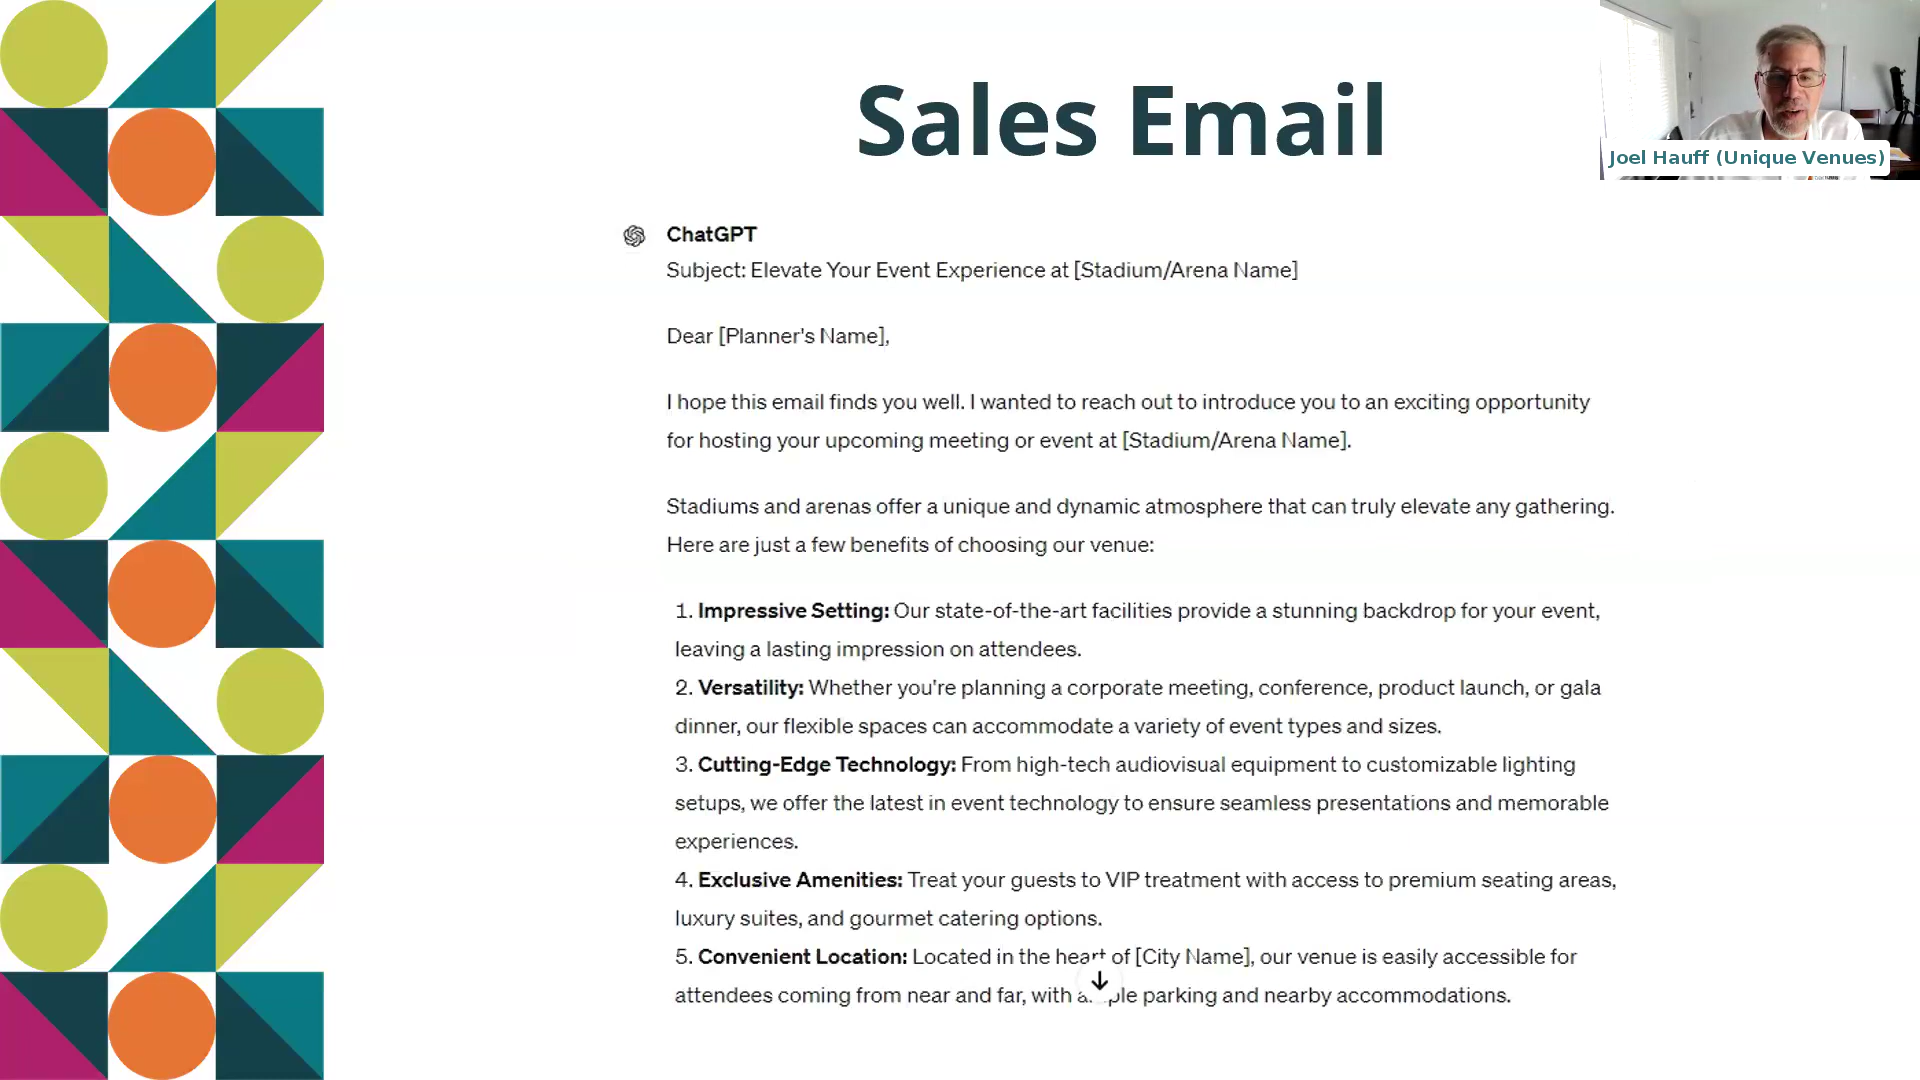 Sales Email
Joel Hauff (Unique Venues)
ChatGPT
Subject: Elevate Your Event Experience at [Stadium/Arena Name]
Dear [Planner's Name],
I hope this email finds you well. I wanted to reach out to introduce you to an exciting opportunity
for hosting your upcoming meeting or event at [Stadium/Arena Name].
Stadiums and arenas offer a unique and dynamic atmosphere that can truly elevate any gathering.
Here are just a few benefits of choosing our venue:
1. Impressive Setting: Our state-of-the-art facilities provide a stunning backdrop for your event,
leaving a lasting impression on attendees.
2. Versatility: Whether you're planning a corporate meeting, conference, product launch, or gala
dinner, our flexible spaces can accommodate a variety of event types and sizes.
3. Cutting-Edge Technology: From high-tech audiovisual equipment to customizable lighting
setups, we offer the latest in event technology to ensure seamless presentations and memorable
experiences.
4. Exclusive Amenities: Treat your guests to VIP treatment with access to premium seating areas,
luxury suites, and gourmet catering options.
5. Convenient Location: Located in the heart of [City Name], our venue is easily accessible for
attendees coming from near and far, with ample parking and nearby accommodations.